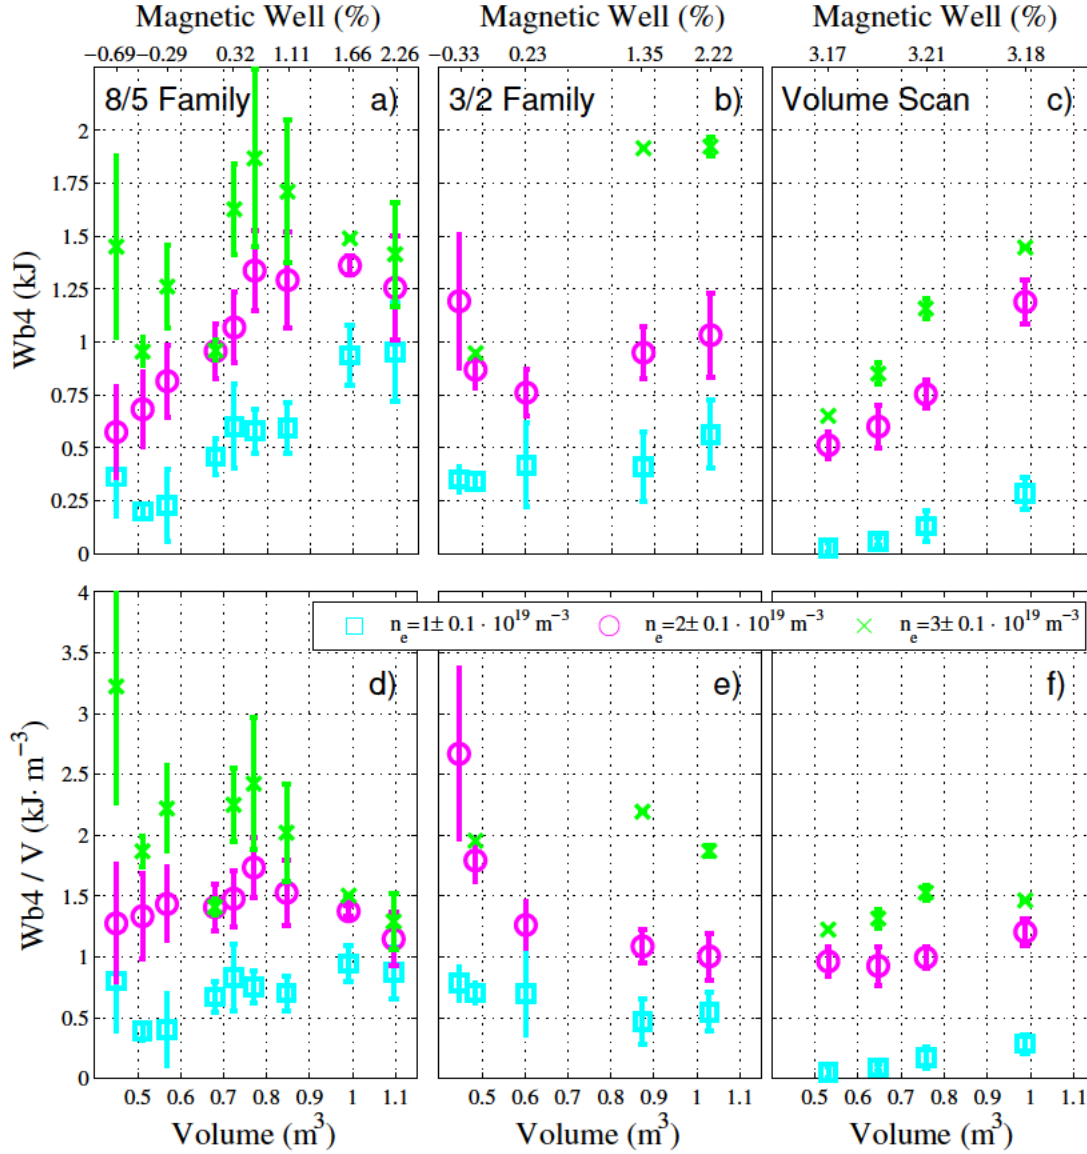 Magnetic Well (%) Magnetic Well (%) Magnetic Well (%)
−0.69 −0.29 0.32 1.11 1.66 2.26 −0.33 0.23 1.35 2.22 3.17 3.21 3.18
8/5 Family a) 3/2 Family b) Volume Scan c)
2
1.75
1.5
1.25
1
0.75
0.5
0.25
0
Wb4 (kJ)
4
n_e=1± 0.1 · 10^19 m^−3 n_e=2± 0.1 · 10^19 m^−3 n_e=3± 0.1 · 10^19 m^−3
3.5
d) e) f)
3
2.5
2
1.5
1
0.5
0
Wb4 / V (kJ· m^−3)
0.5 0.6 0.7 0.8 0.9 1 1.1 0.5 0.6 0.7 0.8 0.9 1 1.1 0.5 0.6 0.7 0.8 0.9 1 1.1
Volume (m^3) Volume (m^3) Volume (m^3)